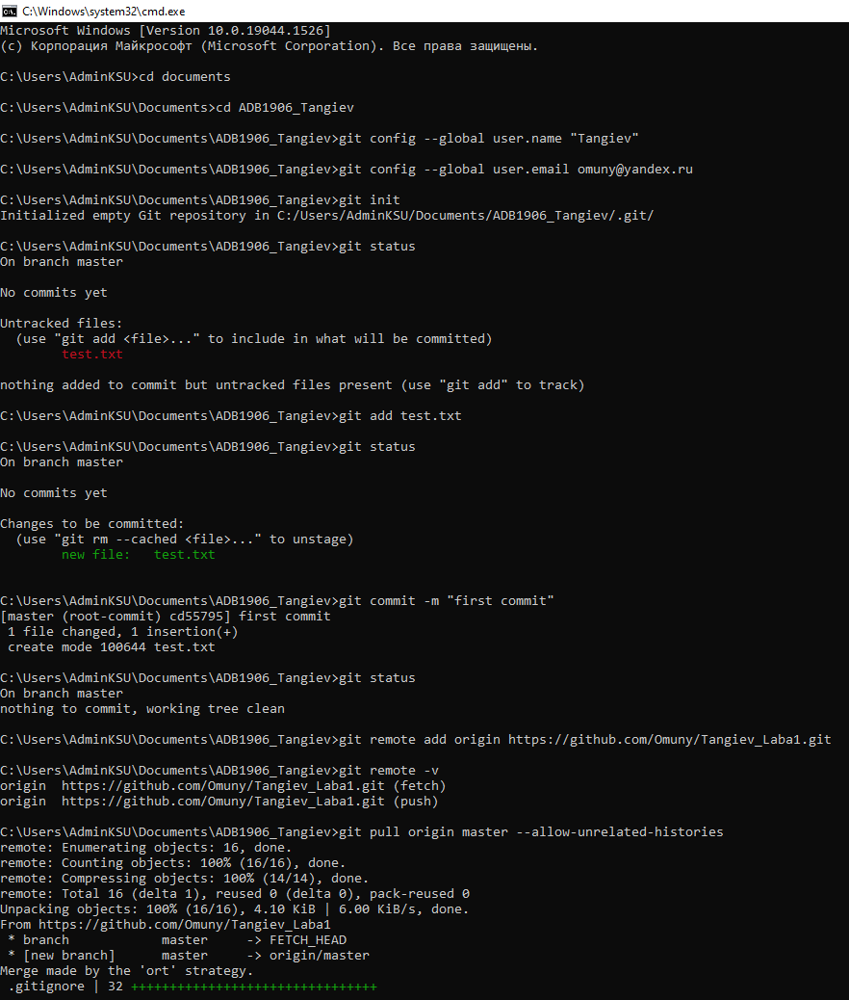 C:\Windows\system32\cmd.exe
Microsoft Windows [Version 10.0.19044.1526]
(c) Корпорация Майкрософт (Microsoft Corporation). Все права защищены.
C:\Users\AdminKSU>cd documents
C:\Users\AdminKSU\Documents>cd ADB1906_Tangiev
C:\Users\AdminKSU\Documents\ADB1906_Tangiev>git config --global user.name "Tangiev"
C:\Users\AdminKSU\Documents\ADB1906_Tangiev>git config --global user.email omuny@yandex.ru
C:\Users\AdminKSU\Documents\ADB1906_Tangiev>git init
Initialized empty Git repository in C:/Users/AdminKSU/Documents/ADB1906_Tangiev/.git/
C:\Users\AdminKSU\Documents\ADB1906_Tangiev>git status
On branch master
No commits yet
Untracked files:
  (use "git add <file>..." to include in what will be committed)
        test.txt
nothing added to commit but untracked files present (use "git add" to track)
C:\Users\AdminKSU\Documents\ADB1906_Tangiev>git add test.txt
C:\Users\AdminKSU\Documents\ADB1906_Tangiev>git status
On branch master
No commits yet
Changes to be committed:
  (use "git rm --cached <file>..." to unstage)
        new file:   test.txt
C:\Users\AdminKSU\Documents\ADB1906_Tangiev>git commit -m "first commit"
[master (root-commit) cd55795] first commit
 1 file changed, 1 insertion(+)
 create mode 100644 test.txt
C:\Users\AdminKSU\Documents\ADB1906_Tangiev>git status
On branch master
nothing to commit, working tree clean
C:\Users\AdminKSU\Documents\ADB1906_Tangiev>git remote add origin https://github.com/Omuny/Tangiev_Laba1.git
C:\Users\AdminKSU\Documents\ADB1906_Tangiev>git remote -v
origin  https://github.com/Omuny/Tangiev_Laba1.git (fetch)
origin  https://github.com/Omuny/Tangiev_Laba1.git (push)
C:\Users\AdminKSU\Documents\ADB1906_Tangiev>git pull origin master --allow-unrelated-histories
remote: Enumerating objects: 16, done.
remote: Counting objects: 100% (16/16), done.
remote: Compressing objects: 100% (14/14), done.
remote: Total 16 (delta 1), reused 0 (delta 0), pack-reused 0
Unpacking objects: 100% (16/16), 4.10 KiB | 6.00 KiB/s, done.
From https://github.com/Omuny/Tangiev_Laba1
 * branch            master     -> FETCH_HEAD
 * [new branch]      master     -> origin/master
Merge made by the 'ort' strategy.
 .gitignore | 32 ++++++++++++++++++++++++++++++++